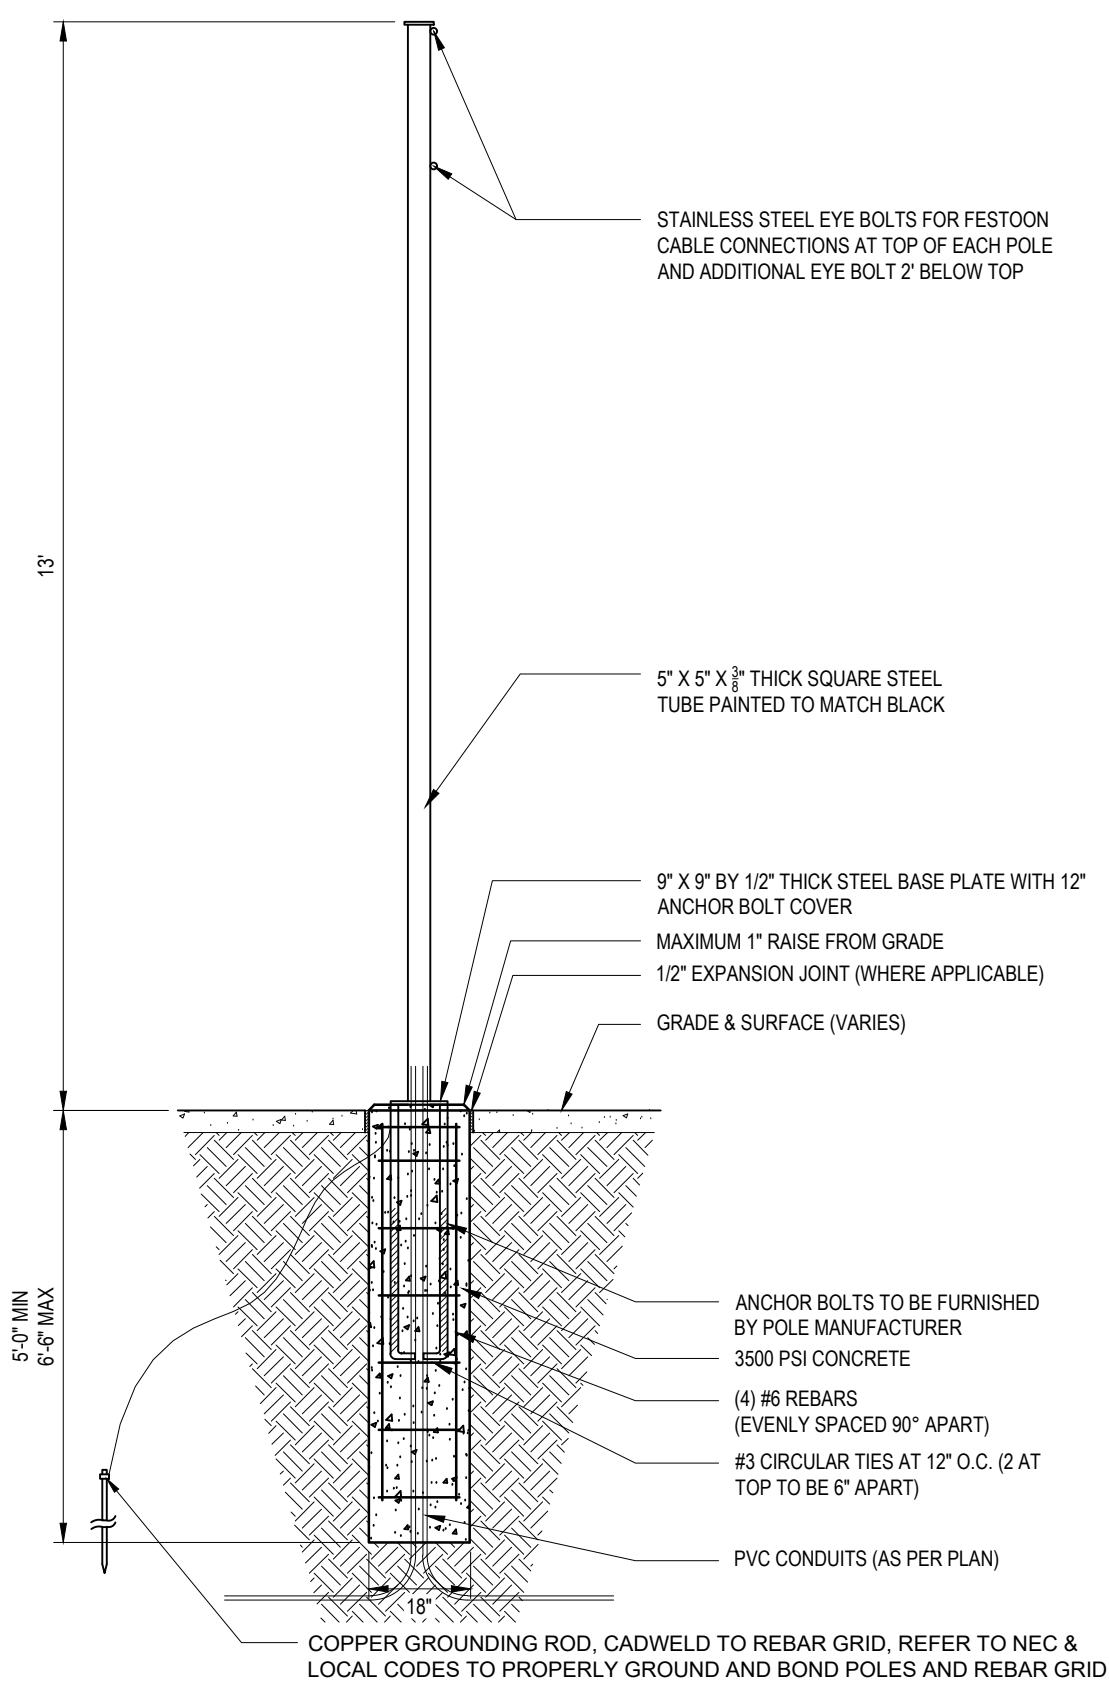 STAINLESS STEEL EYE BOLTS FOR FESTOON
CABLE CONNECTIONS AT TOP OF EACH POLE
AND ADDITIONAL EYE BOLT 2' BELOW TOP
13'
5" X 5" X 3/8" THICK SQUARE STEEL
TUBE PAINTED TO MATCH BLACK
9" X 9" BY 1/2" THICK STEEL BASE PLATE WITH 12"
ANCHOR BOLT COVER
MAXIMUM 1" RAISE FROM GRADE
1/2" EXPANSION JOINT (WHERE APPLICABLE)
GRADE & SURFACE (VARIES)
5'-0" MIN
6'-6" MAX
ANCHOR BOLTS TO BE FURNISHED
BY POLE MANUFACTURER
3500 PSI CONCRETE
(4) #6 REBARS
(EVENLY SPACED 90° APART)
#3 CIRCULAR TIES AT 12" O.C. (2 AT
TOP TO BE 6" APART)
PVC CONDUITS (AS PER PLAN)
18"
COPPER GROUNDING ROD, CADWELD TO REBAR GRID, REFER TO NEC &
LOCAL CODES TO PROPERLY GROUND AND BOND POLES AND REBAR GRID